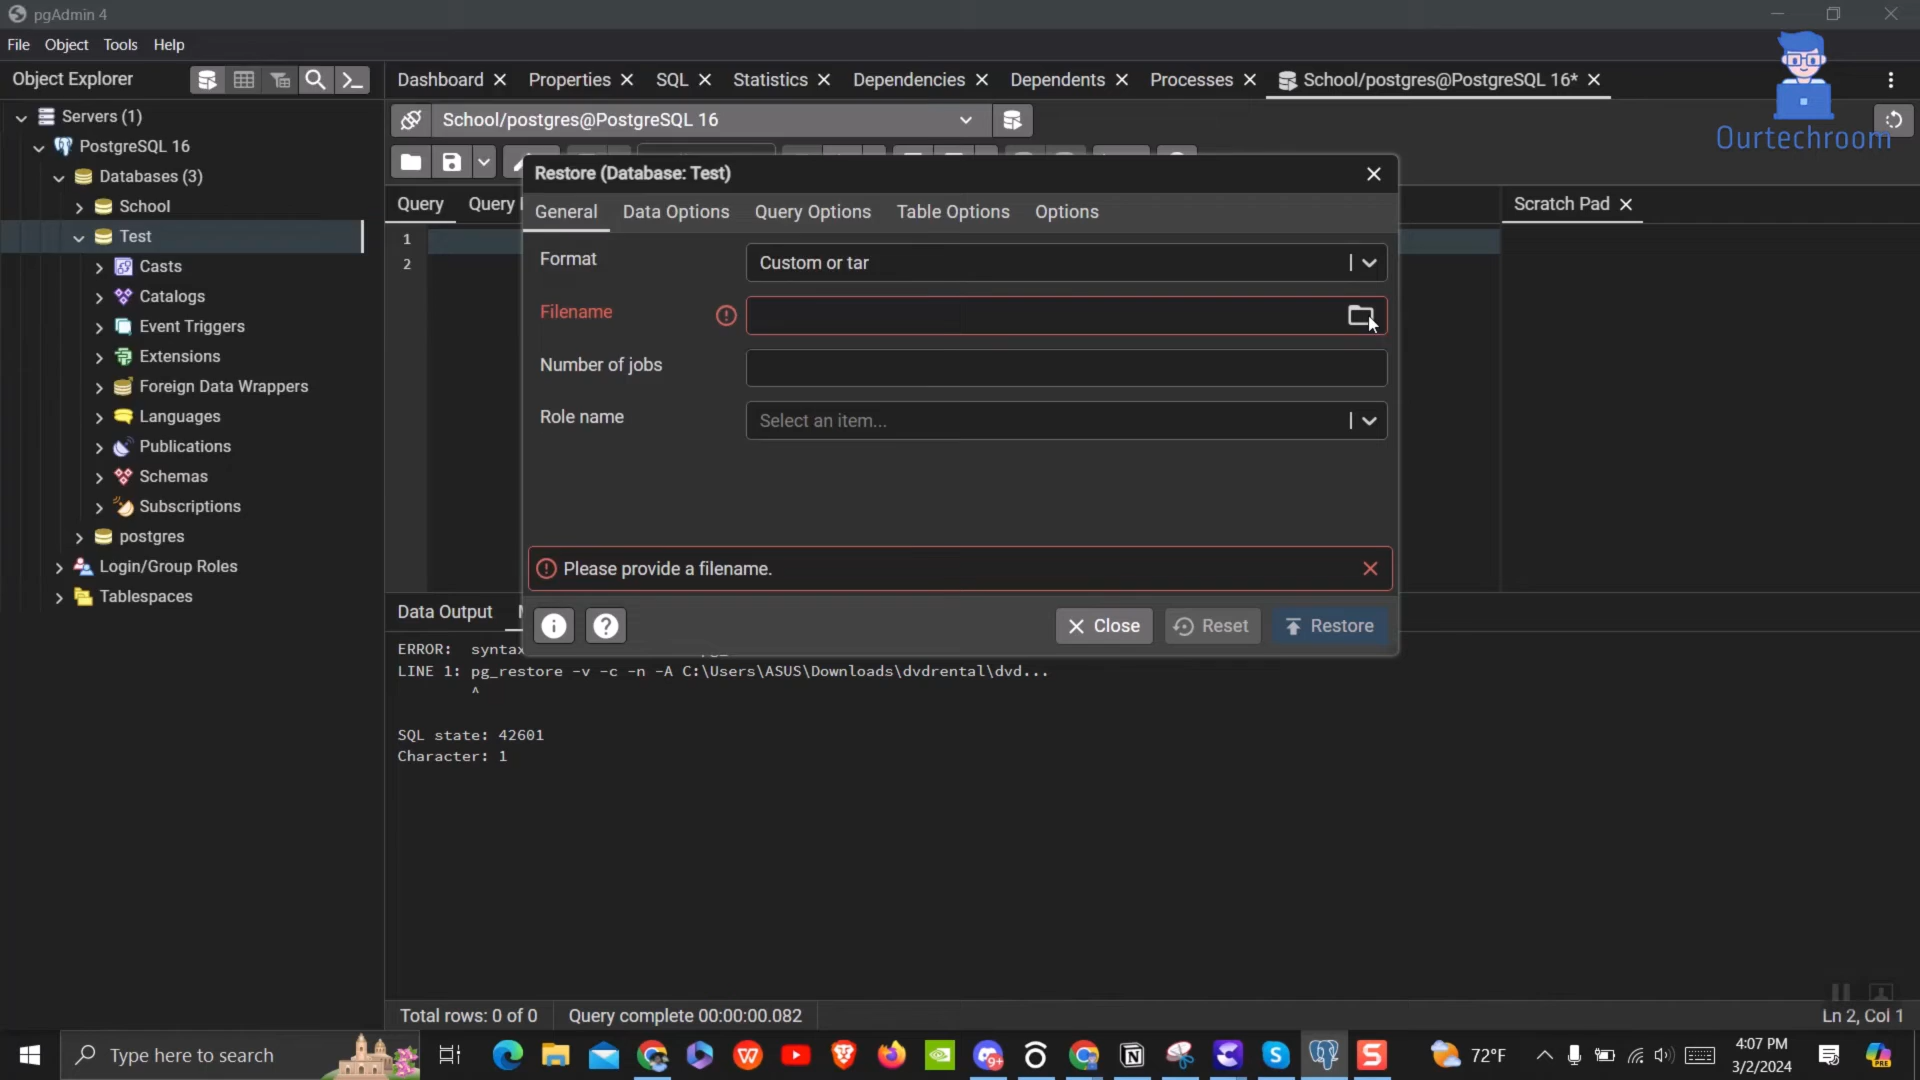 pgAdmin 4
File Object Tools Help
Object Explorer
Dashboard Properties SQL Statistics Dependencies Dependents Processes School/postgres@PostgreSQL 16*
Ourtechroom
Servers (1)
PostgreSQL 16
Databases (3)
School
Test
Casts
Catalogs
Event Triggers
Extensions
Foreign Data Wrappers
Languages
Publications
Schemas
Subscriptions
postgres
Login/Group Roles
Tablespaces
School/postgres@PostgreSQL 16
Query Query
Scratch Pad
1
2
Restore (Database: Test)
General Data Options Query Options Table Options Options
Format Custom or tar
Filename
Number of jobs
Role name Select an item...
Please provide a filename.
Close Reset Restore
Data Output
ERROR: syntax
LINE 1: pg_restore -v -c -n -A C:\Users\ASUS\Downloads\dvdrental\dvd...
^
SQL state: 42601
Character: 1
Total rows: 0 of 0 Query complete 00:00:00.082 Ln 2, Col 1
Type here to search
9+
72°F
4:07 PM
3/2/2024
PRE